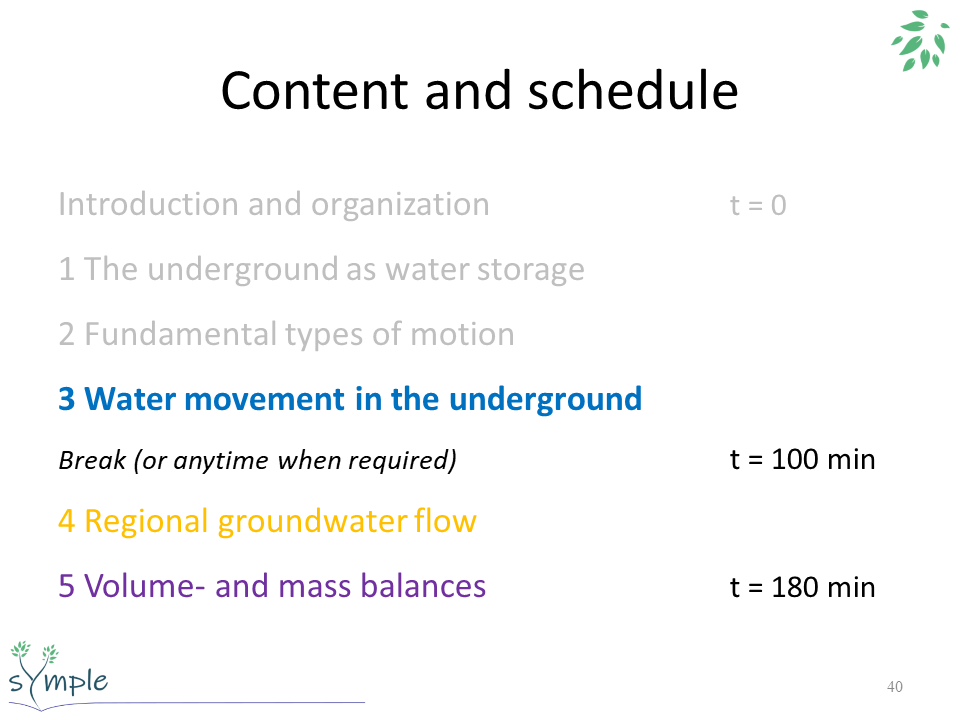 Content and schedule
Introduction and organization t = 0
1 The underground as water storage
2 Fundamental types of motion
3 Water movement in the underground
Break (or anytime when required) t = 100 min
4 Regional groundwater flow
5 Volume- and mass balances t = 180 min
sYmple
40